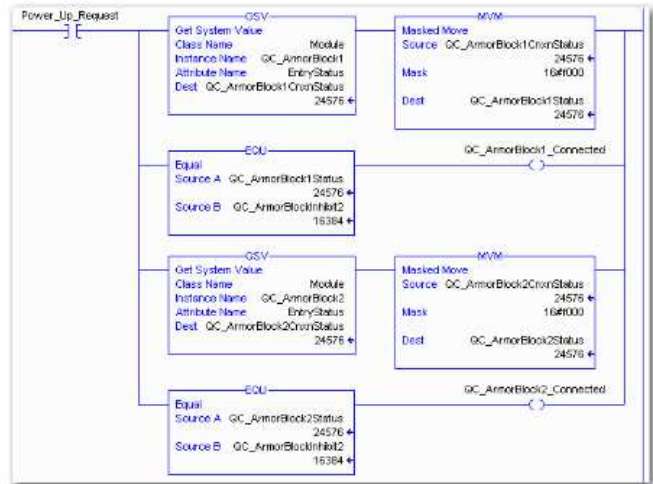 Power_Up_Request
GSV
Get System Value
Class Name Module
Instance Name QC_ArmorBlock1
Attribute Name EntryStatus
Dest QC_ArmorBlock1CnxnStatus
24576
MVM
Masked Move
Source QC_ArmorBlock1CnxnStatus
24576
Mask 16#f000
Dest QC_ArmorBlock1Status
24576
EQU
Equal
Source A QC_ArmorBlock1Status
24576
Source B QC_ArmorBlockInhibit2
16384
QC_ArmorBlock1_Connected
GSV
Get System Value
Class Name Module
Instance Name QC_ArmorBlock2
Attribute Name EntryStatus
Dest QC_ArmorBlock2CnxnStatus
24576
MVM
Masked Move
Source QC_ArmorBlock2CnxnStatus
24576
Mask 16#f000
Dest QC_ArmorBlock2Status
24576
EQU
Equal
Source A QC_ArmorBlock2Status
24576
Source B QC_ArmorBlockInhibit2
16384
QC_ArmorBlock2_Connected